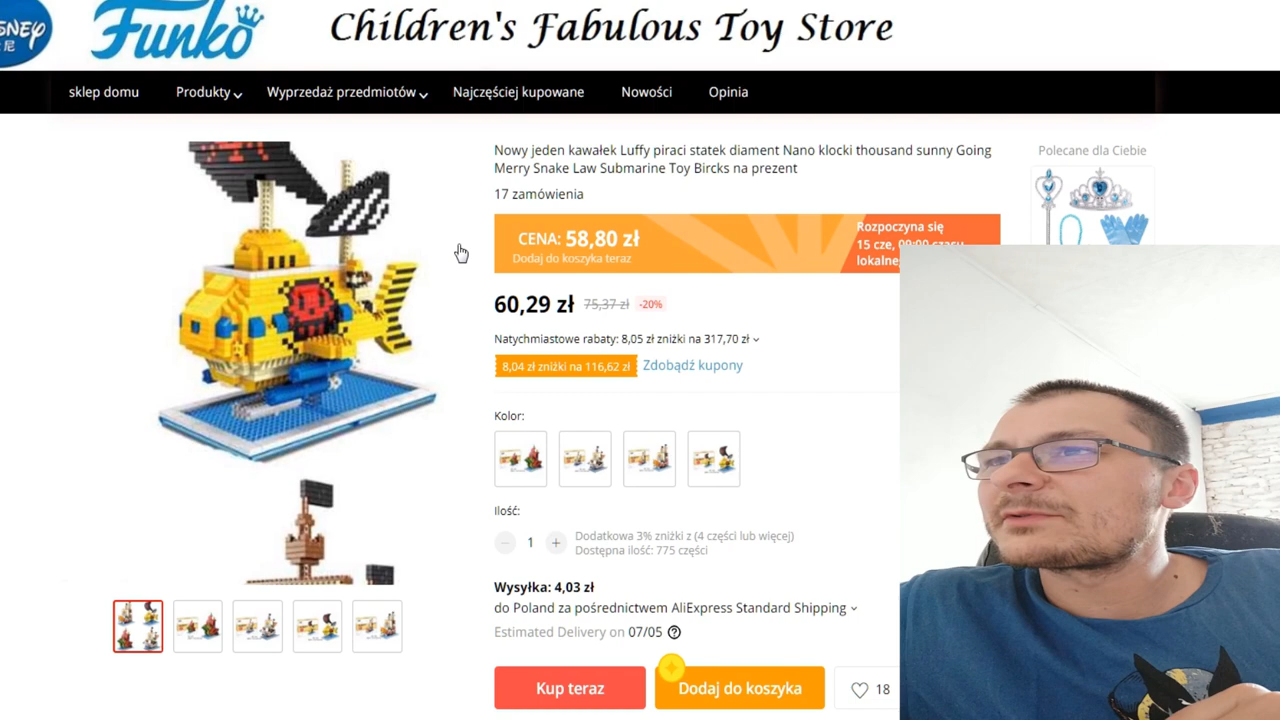 SNEY
尼
Funko
Children's Fabulous Toy Store
sklep domu
Produkty
Wyprzedaż przedmiotów
Najczęściej kupowane
Nowości
Opinia
Nowy jeden kawałek Luffy piraci statek diament Nano klocki thousand sunny Going
Merry Snake Law Submarine Toy Bircks na prezent
17 zamówienia
CENA: 58,80 zł
Dodaj do koszyka teraz
Rozpoczyna się
15 cze, 09:00 czasu
lokalne
60,29 zł 75,37 zł -20%
Natychmiastowe rabaty: 8,05 zł zniżki na 317,70 zł
8,04 zł zniżki na 116,62 zł Zdobądź kupony
Kolor:
Ilość:
1
Dodatkowa 3% zniżki z (4 części lub więcej)
Dostępna ilość: 775 części
Wysyłka: 4,03 zł
do Poland za pośrednictwem AliExpress Standard Shipping
Estimated Delivery on 07/05
Kup teraz
Dodaj do koszyka
18
Polecane dla Ciebie